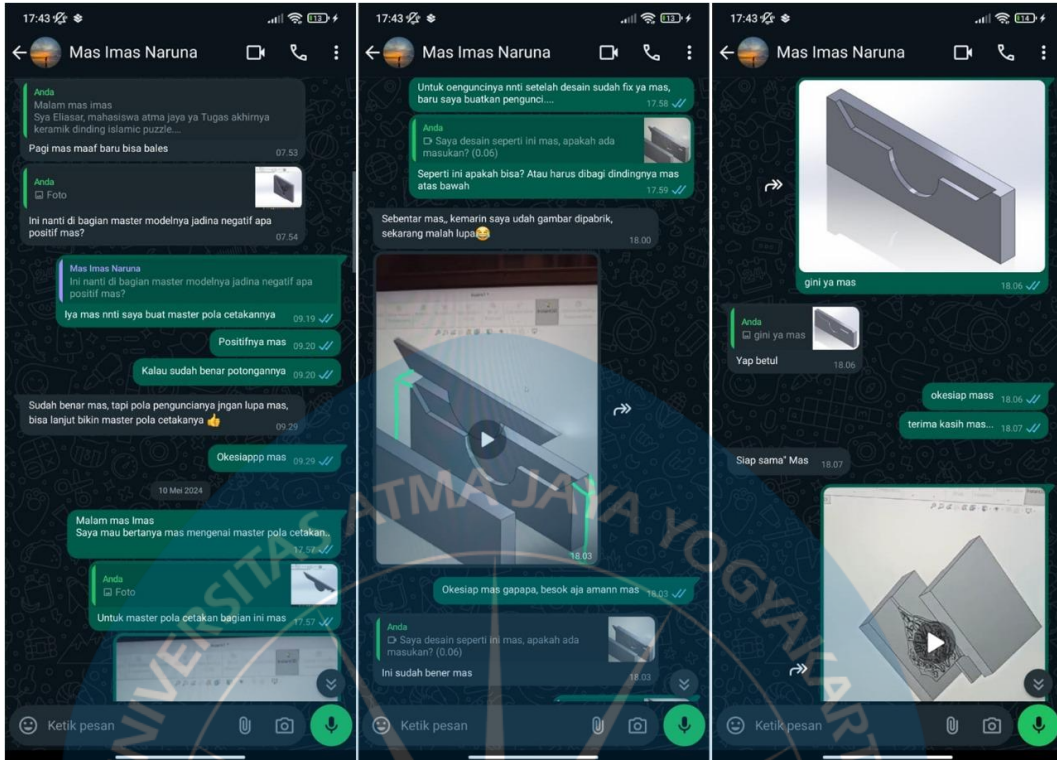 17:43
13
Mas Imas Naruna
Anda
Malam mas imas
Sya Eliasar, mahasiswa atma jaya ya Tugas akhirnya
keramik dinding islamic puzzle...
Pagi mas maaf baru bisa bales
07.53
Anda
Foto
Ini nanti di bagian master modelnya jadina negatif apa
positif mas?
07.54
Mas Imas Naruna
Ini nanti di bagian master modelnya jadina negatif apa
positif mas?
Iya mas nnti saya buat master pola cetakannya
09.19
Positifnya mas 09.20
Kalau sudah benar potongannya 09.20
Sudah benar mas, tapi pola penguncianya jngan lupa mas,
bisa lanjut bikin master pola cetakanya 👍
09.29
Okesiappp mas 09.29
10 Mei 2024
Malam mas Imas
Saya mau bertanya mas mengenai master pola cetakan..
17.57
Anda
Foto
Untuk master pola cetakan bagian ini mas 17.57
Ketik pesan
17:43
13
Mas Imas Naruna
Untuk oenguncinya nnti setelah desain sudah fix ya mas,
baru saya buatkan pengunci....
17.58
Anda
Saya desain seperti ini mas, apakah ada
masukan? (0.06)
Seperti ini apakah bisa? Atau harus dibagi dindingnya mas
atas bawah
17.59
Sebentar mas,, kemarin saya udah gambar dipabrik,
sekarang malah lupa😂
18.00
18.03
Okesiap mas gapapa, besok aja amann mas 18.03
Anda
Saya desain seperti ini mas, apakah ada
masukan? (0.06)
Ini sudah bener mas
18.03
Ketik pesan
17:43
14
Mas Imas Naruna
gini ya mas
18.06
Anda
gini ya mas
Yap betul
18.06
okesiap mass 18.06
terima kasih mas... 18.07
Siap sama" Mas 18.07
Ketik pesan
UNIVERSITAS ATMA JAYA YOGYAKART